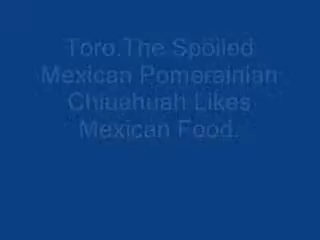 Toro.The Spoiled
Mexican Pomerainian
Chiuahuah Likes
Mexican Food.